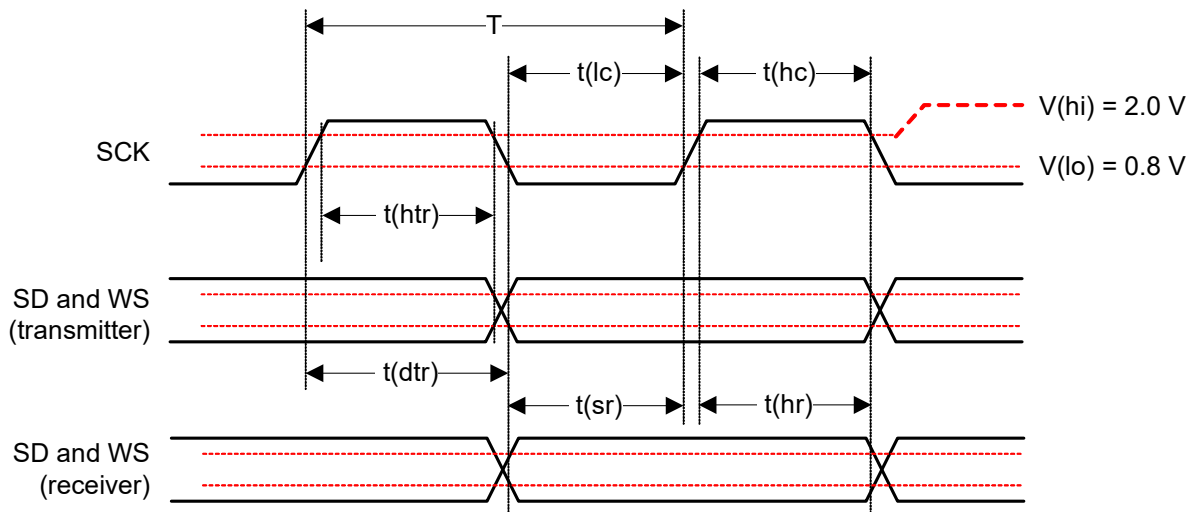 T
t(lc)
t(hc)
V(hi) = 2.0 V
SCK
V(lo) = 0.8 V
t(htr)
SD and WS
(transmitter)
t(dtr)
t(sr)
t(hr)
SD and WS
(receiver)